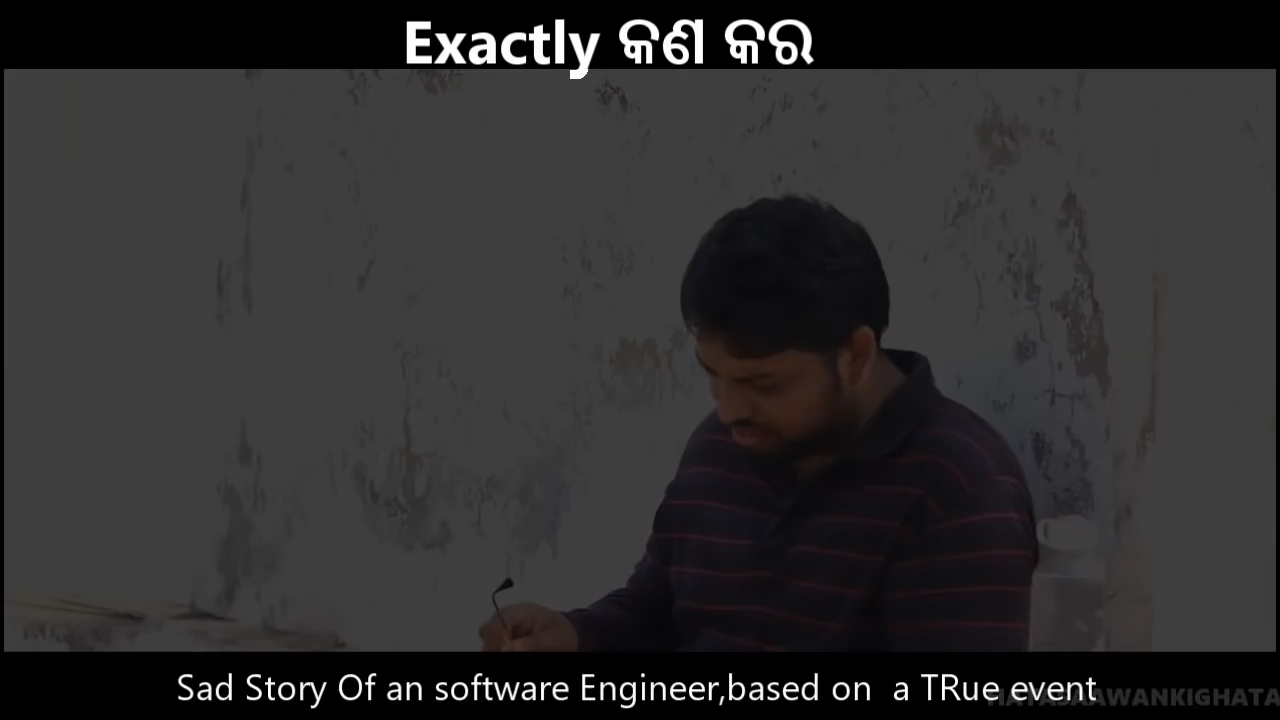 Exactly କଣ କର
Sad Story Of an software Engineer,based on  a TRue event